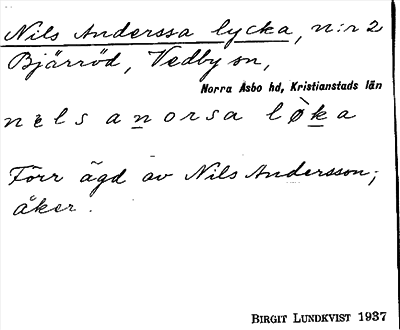 Nils Anderssa lycka, n:r 2
Bjärröd, Vedby sn,
Norra Åsbo hd, Kristianstads län
nels anorsa løka
Förr ägd av Nils Andersson;
åker.
BIRGIT LUNDKVIST 1937